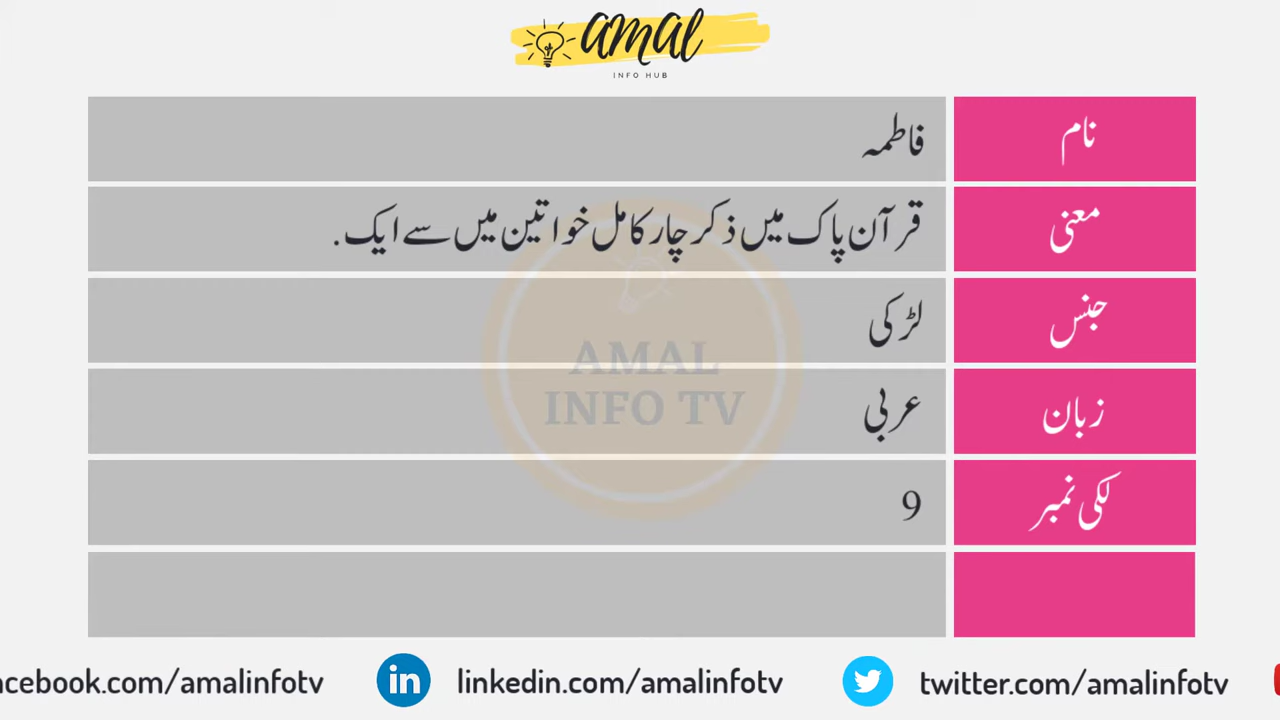 amal
INFO HUB
نام فاطمہ
معنی قرآن پاک میں ذکر چار کامل خواتین میں سے ایک.
جنس لڑکی
زبان عربی
لکی نمبر 9
AMAL
INFO TV
acebook.com/amalinfotv in linkedin.com/amalinfotv twitter.com/amalinfotv